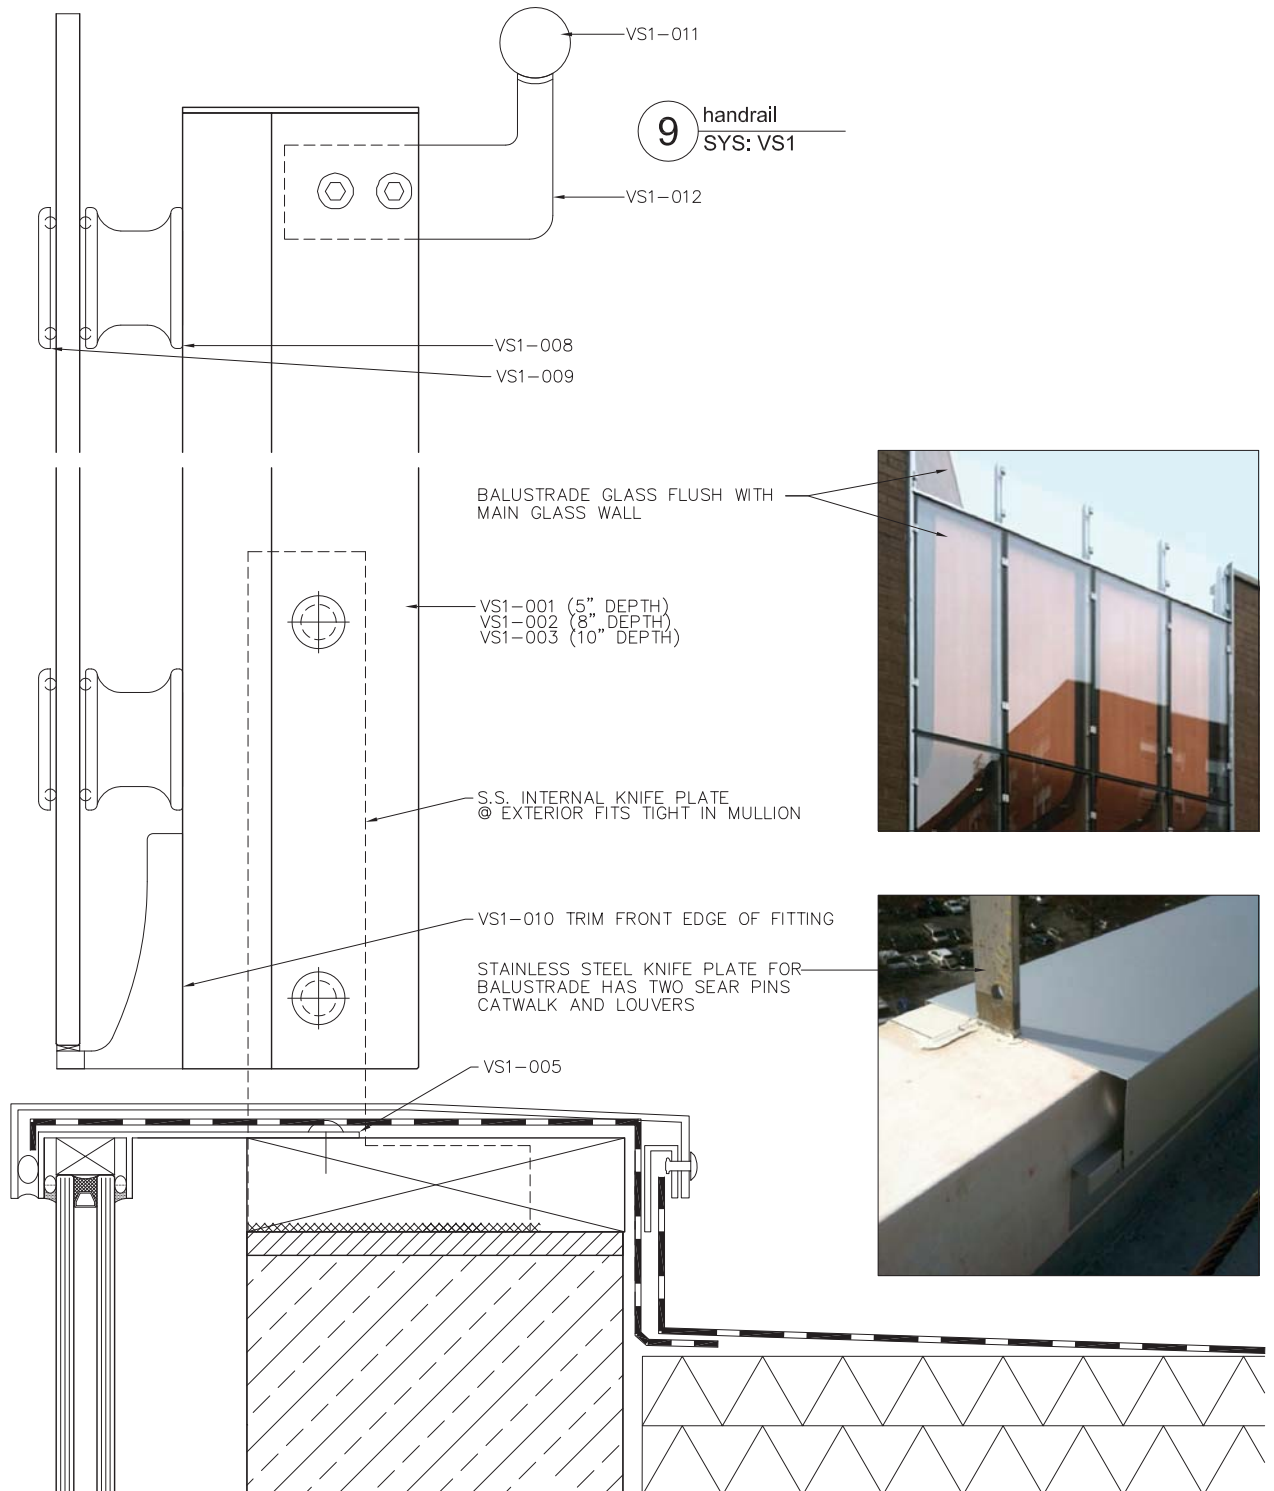 VS1-011
9
handrail
SYS: VS1
VS1-012
VS1-008
VS1-009
BALUSTRADE GLASS FLUSH WITH
MAIN GLASS WALL
VS1-001 (5" DEPTH)
VS1-002 (8" DEPTH)
VS1-003 (10" DEPTH)
S.S. INTERNAL KNIFE PLATE
@ EXTERIOR FITS TIGHT IN MULLION
VS1-010 TRIM FRONT EDGE OF FITTING
STAINLESS STEEL KNIFE PLATE FOR
BALUSTRADE HAS TWO SEAR PINS
CATWALK AND LOUVERS
VS1-005